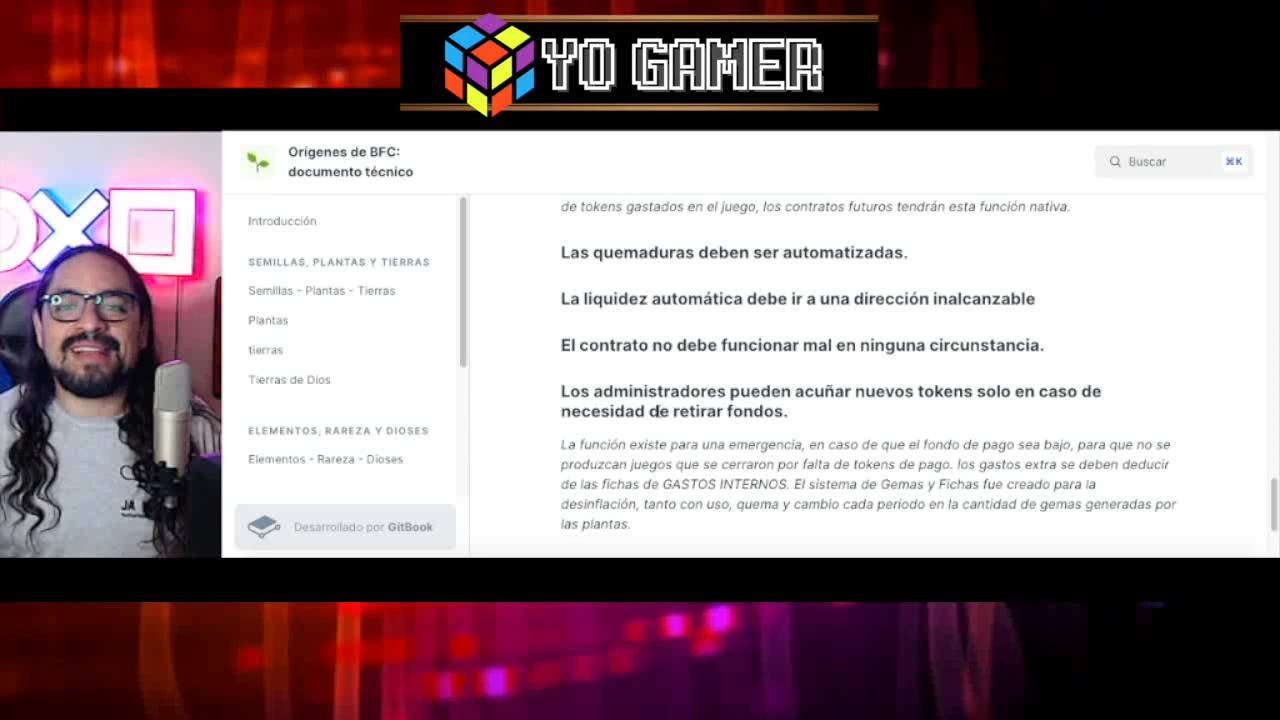 YO GAMER
Orígenes de BFC:
documento técnico
Buscar
⌘K
Introducción
SEMILLAS, PLANTAS Y TIERRAS
Semillas - Plantas - Tierras
Plantas
tierras
Tierras de Dios
ELEMENTOS, RAREZA Y DIOSES
Elementos - Rareza - Dioses
Desarrollado por GitBook
de tokens gastados en el juego, los contratos futuros tendrán esta función nativa.
Las quemaduras deben ser automatizadas.
La liquidez automática debe ir a una dirección inalcanzable
El contrato no debe funcionar mal en ninguna circunstancia.
Los administradores pueden acuñar nuevos tokens solo en caso de
necesidad de retirar fondos.
La función existe para una emergencia, en caso de que el fondo de pago sea bajo, para que no se
produzcan juegos que se cerraron por falta de tokens de pago. los gastos extra se deben deducir
de las fichas de GASTOS INTERNOS. El sistema de Gemas y Fichas fue creado para la
desinflación, tanto con uso, quema y cambio cada periodo en la cantidad de gemas generadas por
las plantas.